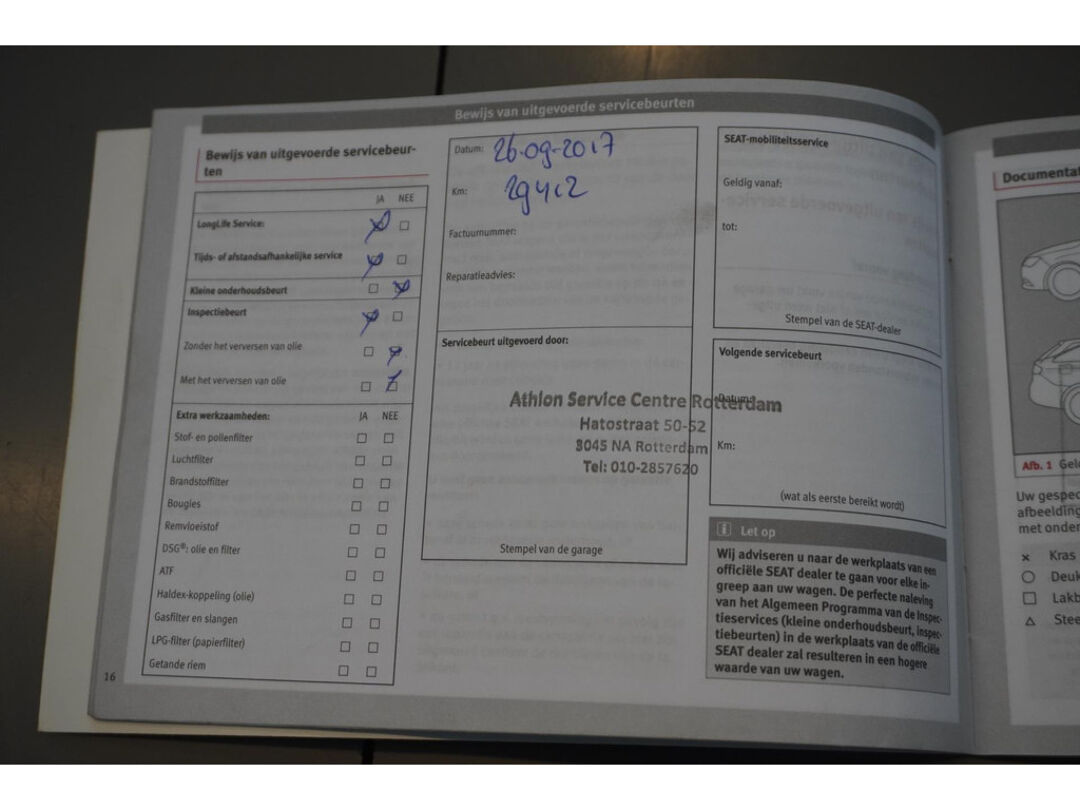 Bewijs van uitgevoerde servicebeurten
Bewijs van uitgevoerde servicebeur-
ten
JA NEE
LongLife Service:
Tijds- of afstandsafhankelijke service
Kleine onderhoudsbeurt
Inspectiebeurt
Zonder het verversen van olie
Met het verversen van olie
Extra werkzaamheden: JA NEE
Stof- en pollenfilter
Luchtfilter
Brandstoffilter
Bougies
Remvloeistof
DSG®: olie en filter
ATF
Haldex-koppeling (olie)
Gasfilter en slangen
LPG-filter (papierfilter)
Getande riem
16
Datum: 26-09-2017
Km:
Factuurnummer:
Reparatieadvies:
Servicebeurt uitgevoerd door:
Athlon Service Centre Rotterdam
Hatostraat 50-52
3045 NA Rotterdam
Tel: 010-2857620
Stempel van de garage
SEAT-mobiliteitsservice
Geldig vanaf:
tot:
Stempel van de SEAT-dealer
Volgende servicebeurt
Datum:
Km:
(wat als eerste bereikt wordt)
i Let op
Wij adviseren u naar de werkplaats van een
officiële SEAT dealer te gaan voor elke in-
greep aan uw wagen. De perfecte naleving
van het Algemeen Programma van de Inspec-
tieservices (kleine onderhoudsbeurt, inspec-
tiebeurten) in de werkplaats van de officiële
SEAT dealer zal resulteren in een hogere
waarde van uw wagen.
Documentat
Afb. 1 Gele
Uw gespec
afbeelding
met onder
× Kras
Deuk
Lakb
Stee